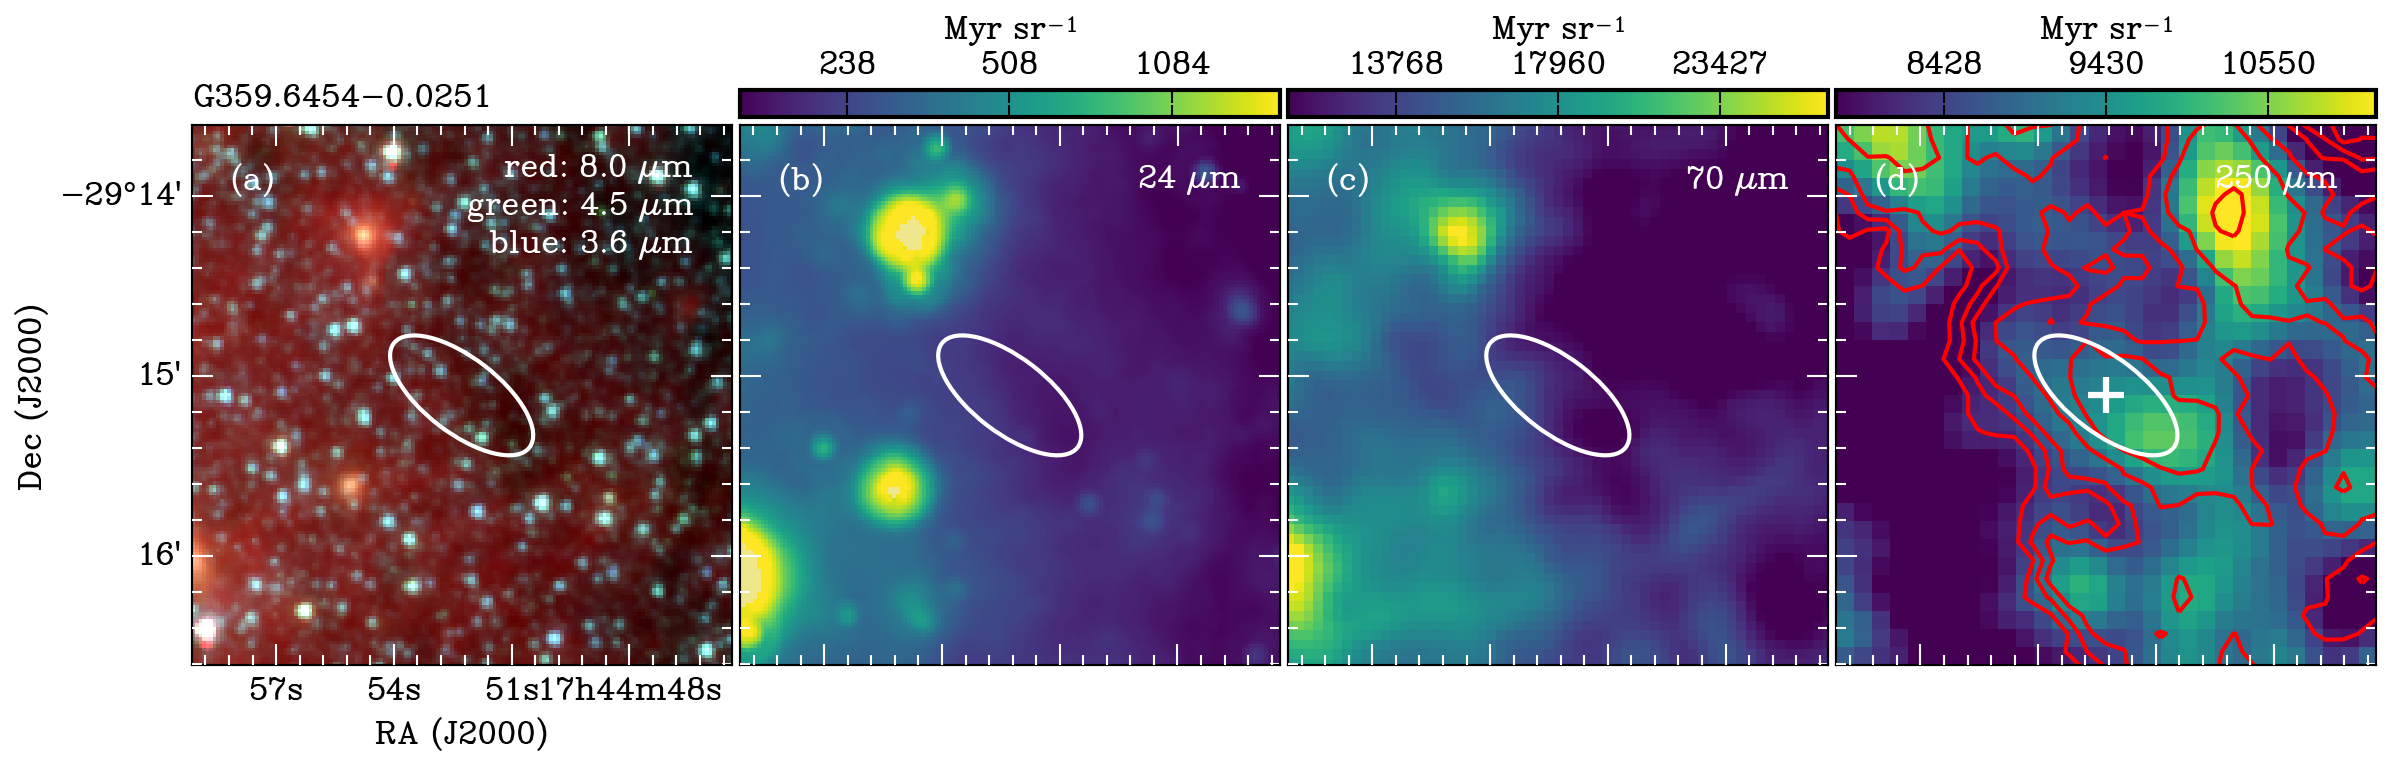 Myr sr−1 Myr sr−1 Myr sr−1
238 508 1084 13768 17960 23427 8428 9430 10550
G359.6454−0.0251
(a) red: 8.0 μm
green: 4.5 μm
blue: 3.6 μm
(b) 24 μm
(c) 70 μm
(d) 250 μm
−29°14'
15'
16'
Dec (J2000)
57s 54s 51s17h44m48s
RA (J2000)